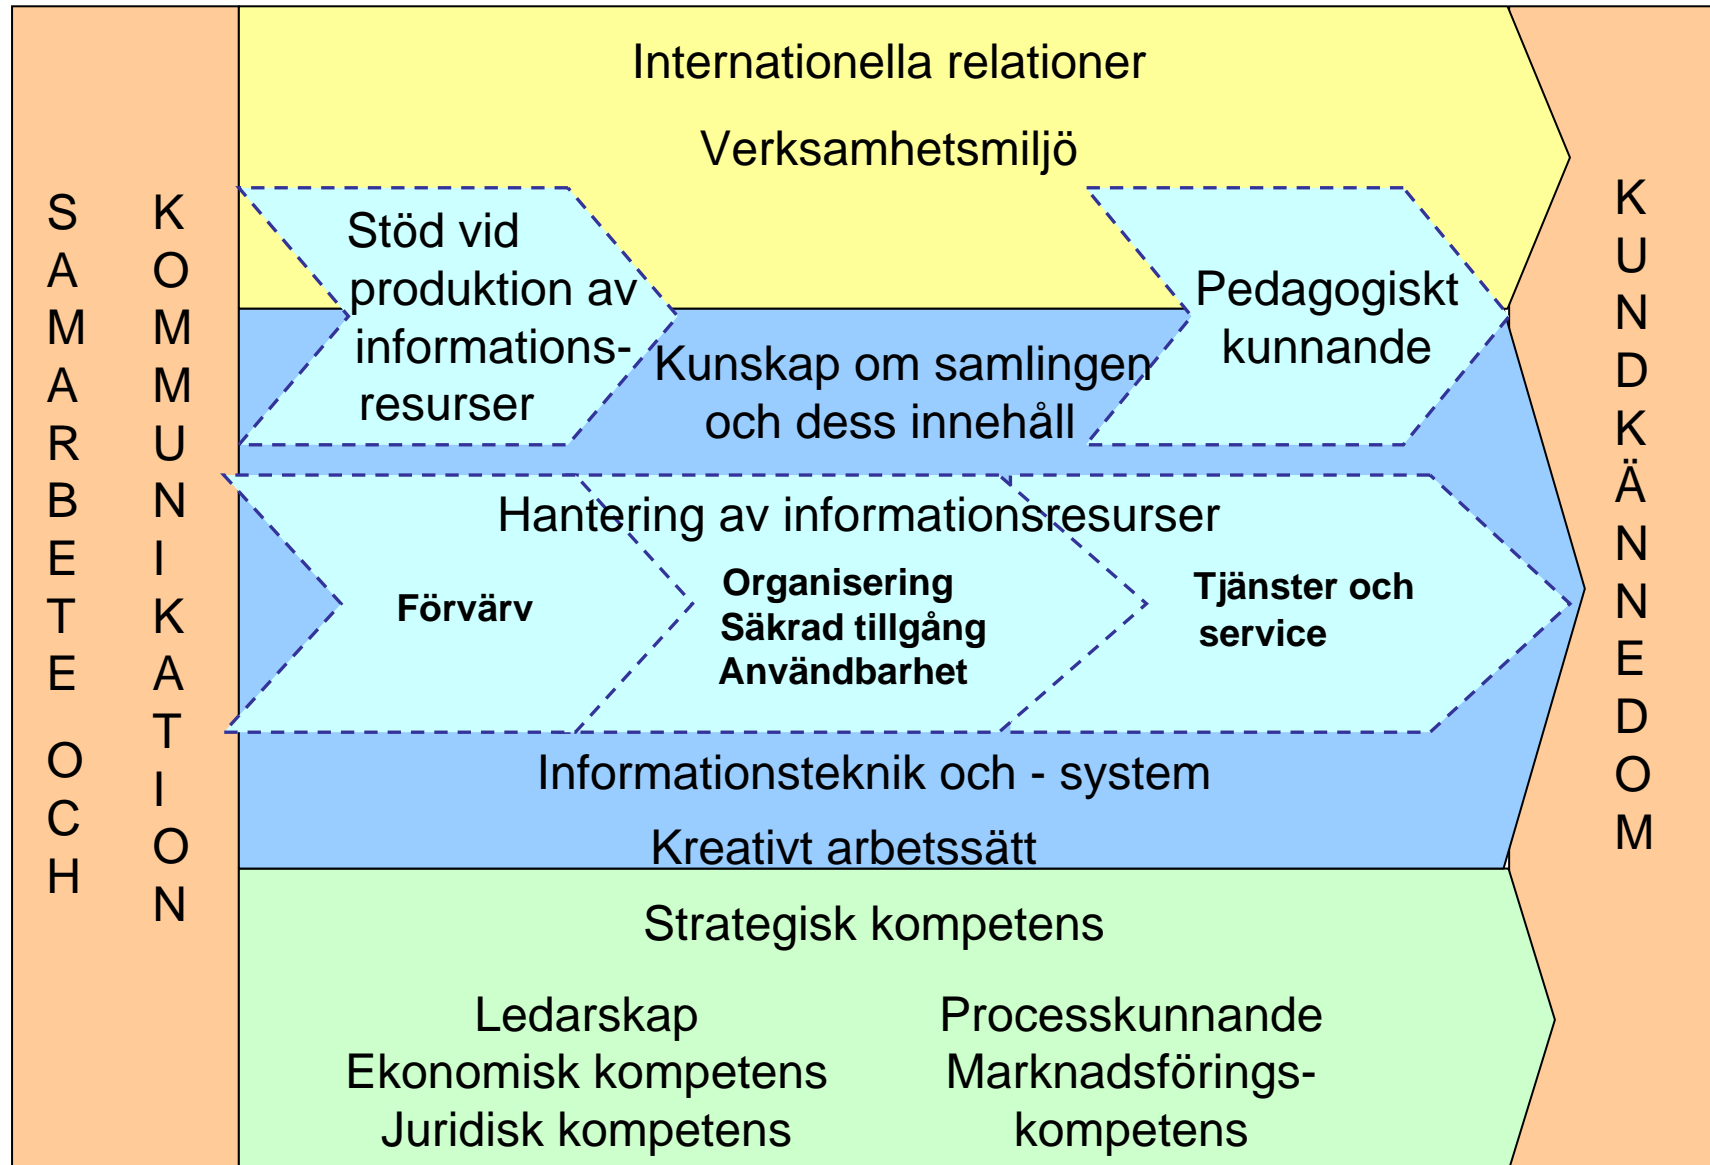 SAMARBETE OCH
KOMMUNIKATION
Internationella relationer
Verksamhetsmiljö
Stöd vid
produktion av
informations-
resurser
Kunskap om samlingen
och dess innehåll
Pedagogiskt
kunnande
Hantering av informationsresurser
Förvärv
Organisering
Säkrad tillgång
Användbarhet
Tjänster och
service
Informationsteknik och - system
Kreativt arbetssätt
Strategisk kompetens
Ledarskap
Ekonomisk kompetens
Juridisk kompetens
Processkunnande
Marknadsförings-
kompetens
KUNDKÄNNEDOM